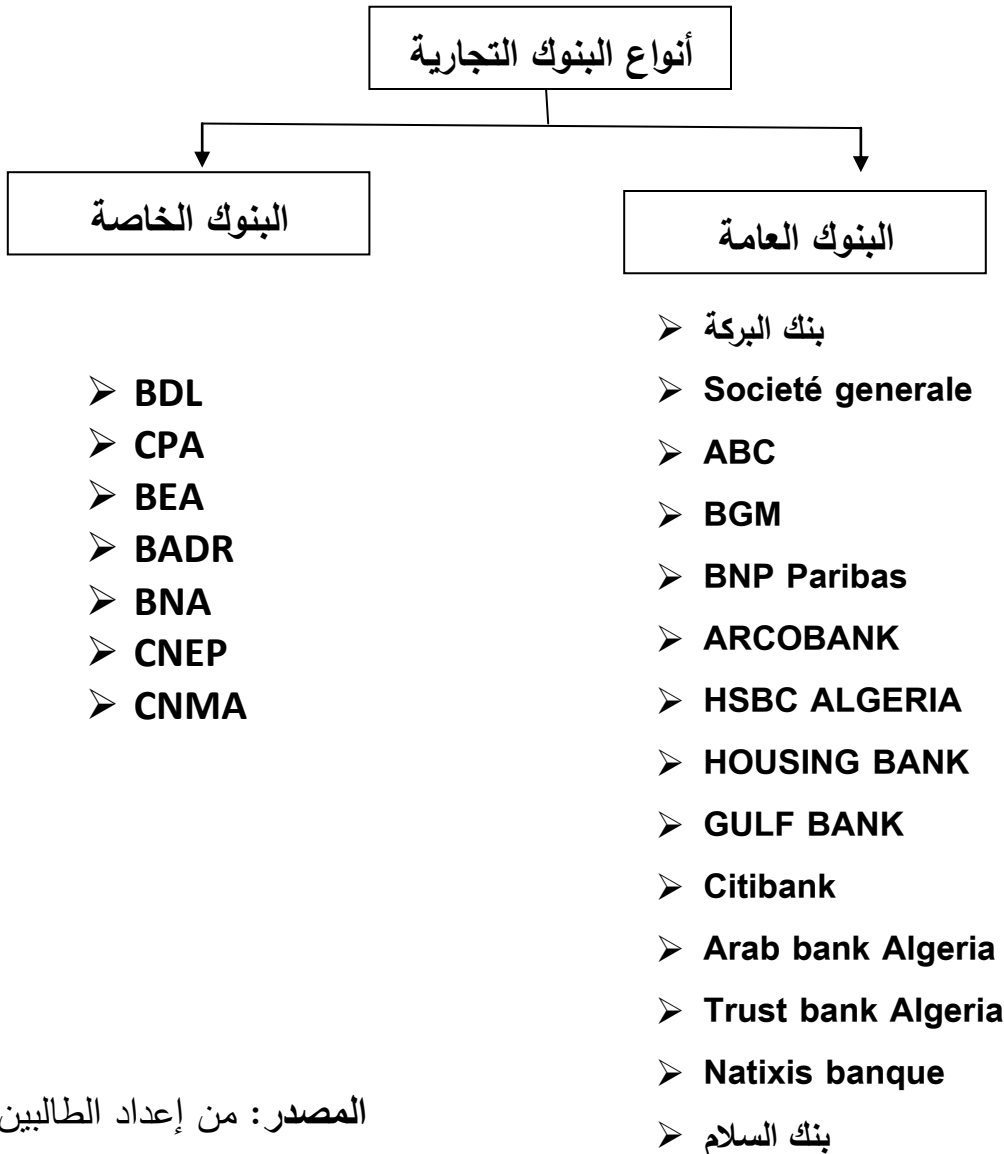 أنواع البنوك التجارية
البنوك العامة
بنك البركة
Societé generale
ABC
BGM
BNP Paribas
ARCOBANK
HSBC ALGERIA
HOUSING BANK
GULF BANK
Citibank
Arab bank Algeria
Trust bank Algeria
Natixis banque
بنك السلام
البنوك الخاصة
BDL
CPA
BEA
BADR
BNA
CNEP
CNMA
المصدر: من إعداد الطالبين